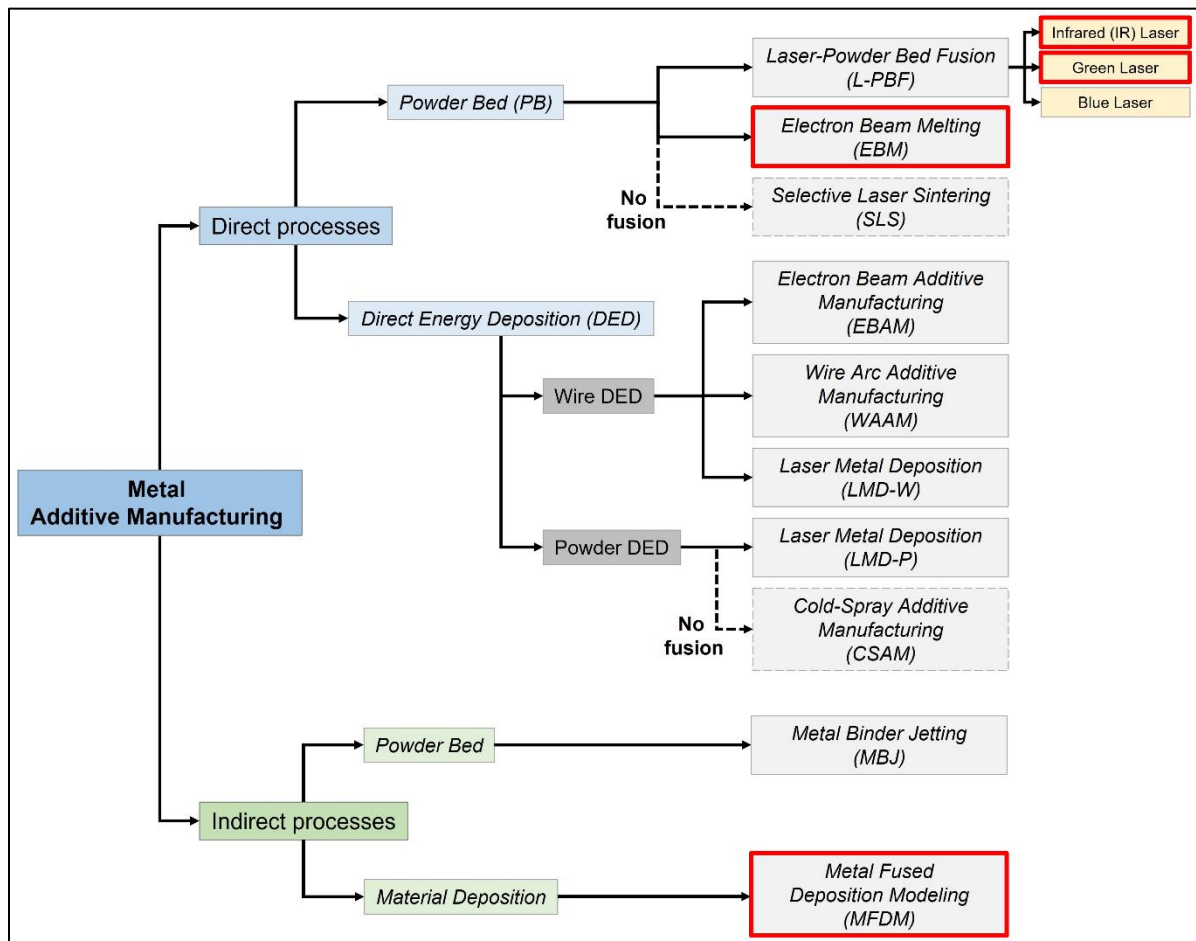 Infrared (IR) Laser
Laser-Powder Bed Fusion
(L-PBF)
Green Laser
Powder Bed (PB)
Blue Laser
Electron Beam Melting
(EBM)
No
fusion
Selective Laser Sintering
(SLS)
Direct processes
Electron Beam Additive
Manufacturing
(EBAM)
Direct Energy Deposition (DED)
Wire DED
Wire Arc Additive
Manufacturing
(WAAM)
Laser Metal Deposition
(LMD-W)
Metal
Additive Manufacturing
Powder DED
Laser Metal Deposition
(LMD-P)
No
fusion
Cold-Spray Additive
Manufacturing
(CSAM)
Powder Bed
Metal Binder Jetting
(MBJ)
Indirect processes
Material Deposition
Metal Fused
Deposition Modeling
(MFDM)